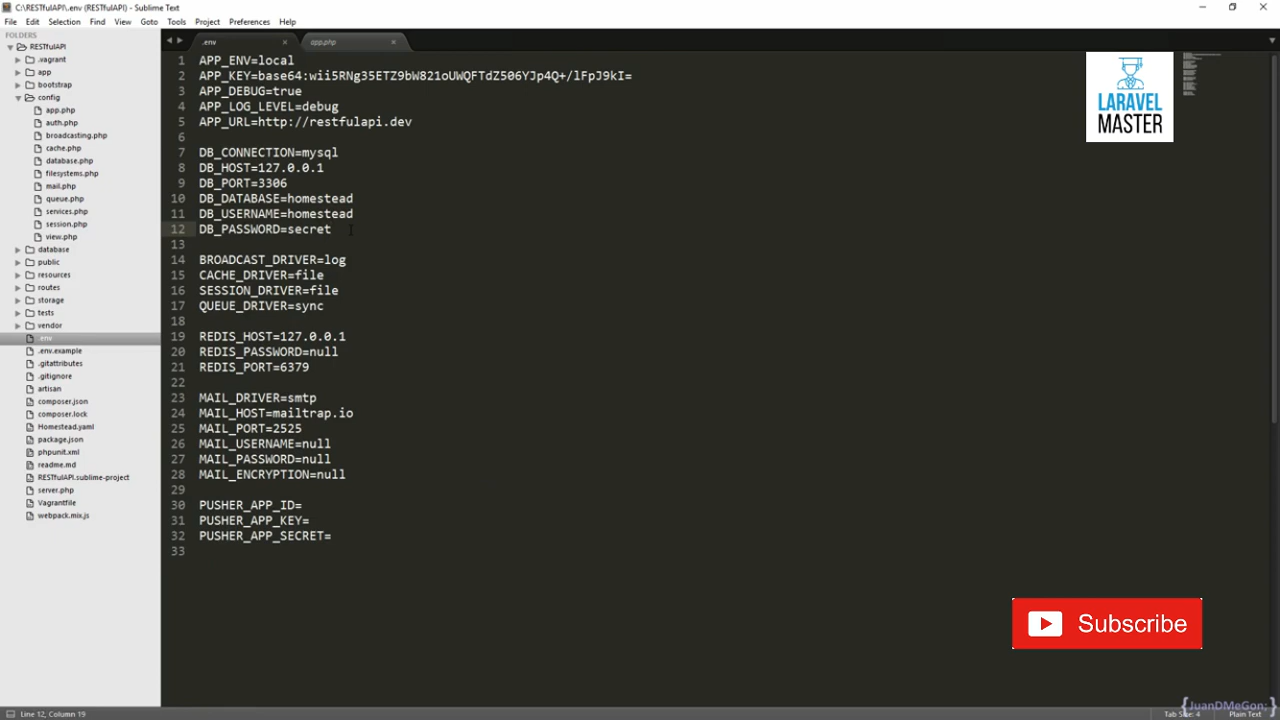 C:\RESTfulAPI\.env (RESTfulAPI) - Sublime Text
File Edit Selection Find View Goto Tools Project Preferences Help
FOLDERS
RESTfulAPI
.vagrant
app
bootstrap
config
app.php
auth.php
broadcasting.php
cache.php
database.php
filesystems.php
mail.php
queue.php
services.php
session.php
view.php
database
public
resources
routes
storage
tests
vendor
.env
.env.example
.gitattributes
.gitignore
artisan
composer.json
composer.lock
Homestead.yaml
package.json
phpunit.xml
readme.md
RESTfulAPI.sublime-project
server.php
Vagrantfile
webpack.mix.js
.env app.php
1 APP_ENV=local
2 APP_KEY=base64:wii5RNg35ETZ9bW821oUWQFTdZ506YJp4Q+/lFpJ9kI=
3 APP_DEBUG=true
4 APP_LOG_LEVEL=debug
5 APP_URL=http://restfulapi.dev
6
7 DB_CONNECTION=mysql
8 DB_HOST=127.0.0.1
9 DB_PORT=3306
10 DB_DATABASE=homestead
11 DB_USERNAME=homestead
12 DB_PASSWORD=secret
13
14 BROADCAST_DRIVER=log
15 CACHE_DRIVER=file
16 SESSION_DRIVER=file
17 QUEUE_DRIVER=sync
18
19 REDIS_HOST=127.0.0.1
20 REDIS_PASSWORD=null
21 REDIS_PORT=6379
22
23 MAIL_DRIVER=smtp
24 MAIL_HOST=mailtrap.io
25 MAIL_PORT=2525
26 MAIL_USERNAME=null
27 MAIL_PASSWORD=null
28 MAIL_ENCRYPTION=null
29
30 PUSHER_APP_ID=
31 PUSHER_APP_KEY=
32 PUSHER_APP_SECRET=
33
LARAVEL
MASTER
Subscribe
{JuanDMeGon;}
Line 12, Column 19
Tab Size: 4
Plain Text